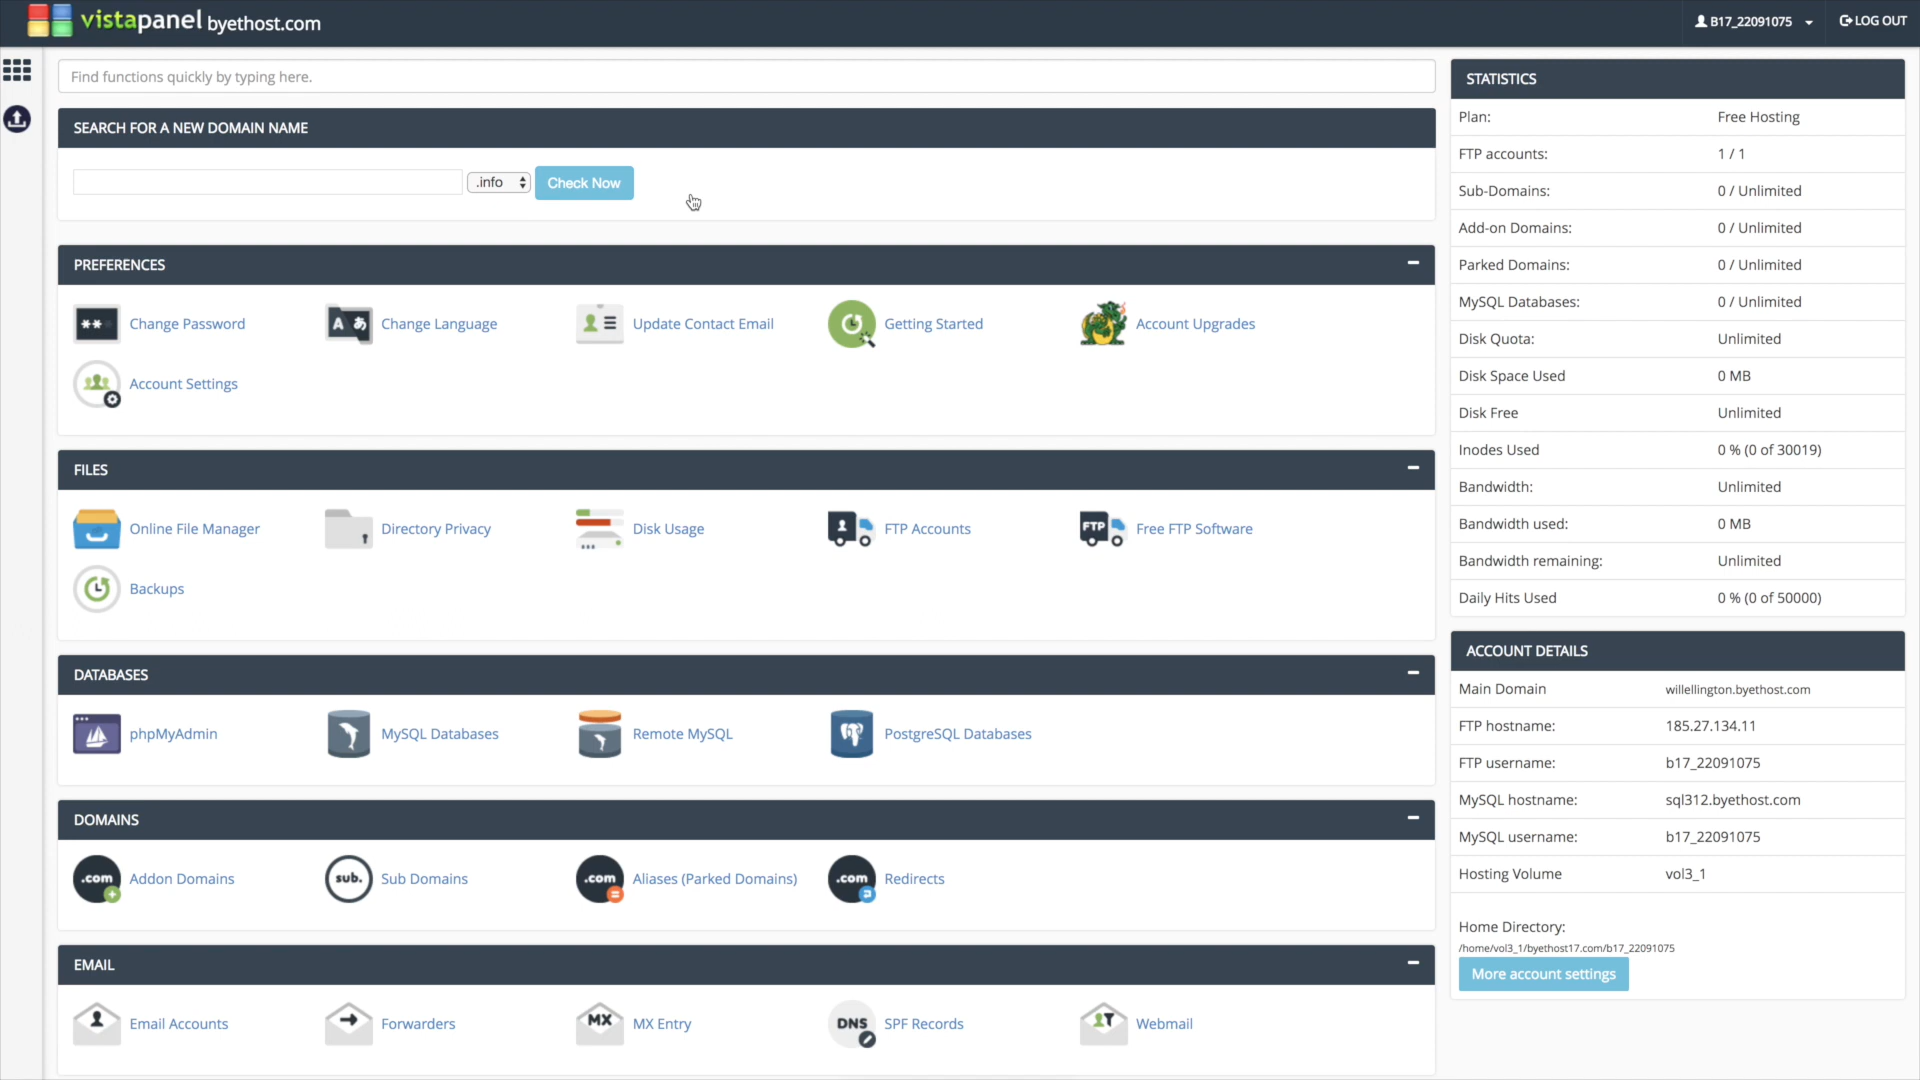 vistapanel byethost.com
B17_22091075
LOG OUT
Find functions quickly by typing here.
SEARCH FOR A NEW DOMAIN NAME
.info
Check Now
PREFERENCES
**
Change Password
A あ
Change Language
Update Contact Email
Getting Started
Account Upgrades
Account Settings
FILES
Online File Manager
Directory Privacy
Disk Usage
FTP Accounts
FTP
Free FTP Software
Backups
DATABASES
phpMyAdmin
MySQL Databases
Remote MySQL
PostgreSQL Databases
DOMAINS
.com
Addon Domains
sub.
Sub Domains
.com
Aliases (Parked Domains)
.com
Redirects
EMAIL
Email Accounts
Forwarders
MX
MX Entry
DNS
SPF Records
Webmail
STATISTICS
Plan: Free Hosting
FTP accounts: 1 / 1
Sub-Domains: 0 / Unlimited
Add-on Domains: 0 / Unlimited
Parked Domains: 0 / Unlimited
MySQL Databases: 0 / Unlimited
Disk Quota: Unlimited
Disk Space Used 0 MB
Disk Free Unlimited
Inodes Used 0 % (0 of 30019)
Bandwidth: Unlimited
Bandwidth used: 0 MB
Bandwidth remaining: Unlimited
Daily Hits Used 0 % (0 of 50000)
ACCOUNT DETAILS
Main Domain willellington.byethost.com
FTP hostname: 185.27.134.11
FTP username: b17_22091075
MySQL hostname: sql312.byethost.com
MySQL username: b17_22091075
Hosting Volume vol3_1
Home Directory:
/home/vol3_1/byethost17.com/b17_22091075
More account settings